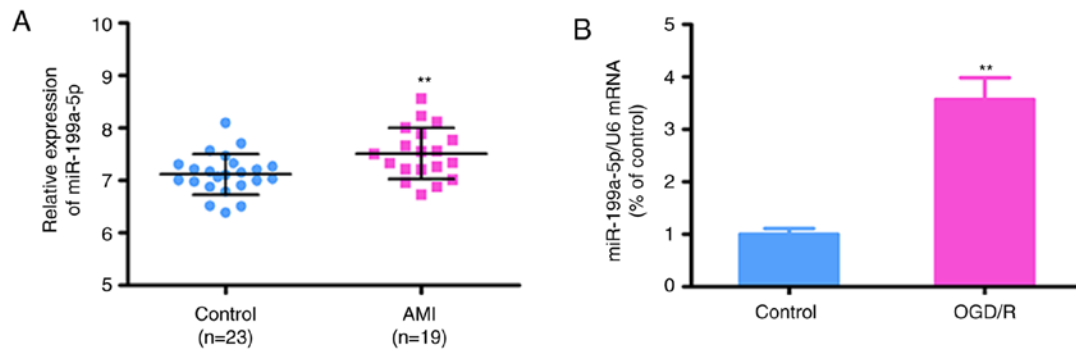 A
Relative expression
of miR-199a-5p
10
9
8
7
6
5
**
Control
(n=23)
AMI
(n=19)
B
miR-199a-5p/U6 mRNA
(% of control)
5
4
3
2
1
0
**
Control
OGD/R